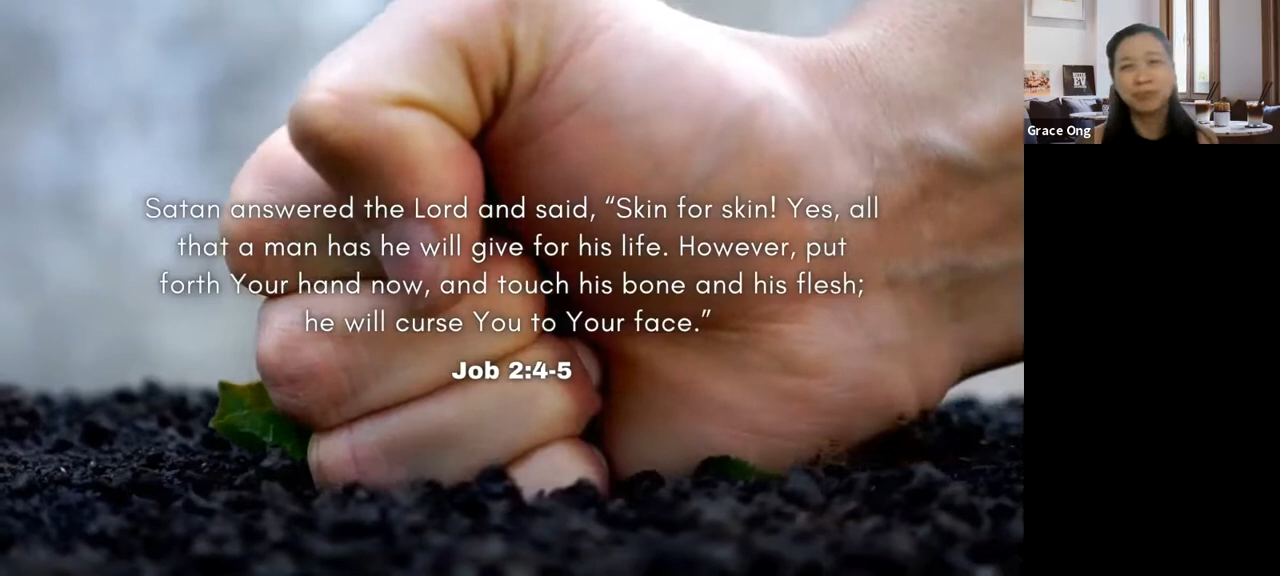 Satan answered the Lord and said, “Skin for skin! Yes, all
that a man has he will give for his life. However, put
forth Your hand now, and touch his bone and his flesh;
he will curse You to Your face.”
Job 2:4-5
Grace Ong